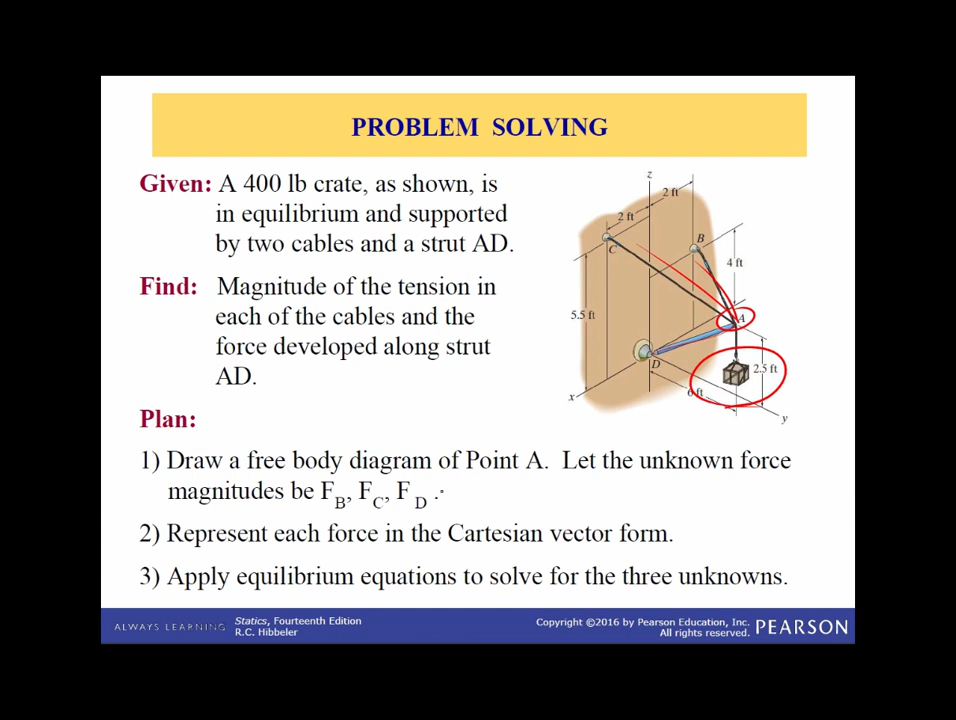 PROBLEM SOLVING
Given: A 400 lb crate, as shown, is
in equilibrium and supported
by two cables and a strut AD.
Find: Magnitude of the tension in
each of the cables and the
force developed along strut
AD.
z
2 ft
2 ft
C
B
4 ft
5.5 ft
A
D
2.5 ft
x
6 ft
y
Plan:
1) Draw a free body diagram of Point A. Let the unknown force
magnitudes be FB, FC, F D .
2) Represent each force in the Cartesian vector form.
3) Apply equilibrium equations to solve for the three unknowns.
ALWAYS LEARNING
Statics, Fourteenth Edition
R.C. Hibbeler
Copyright ©2016 by Pearson Education, Inc.
All rights reserved.
PEARSON